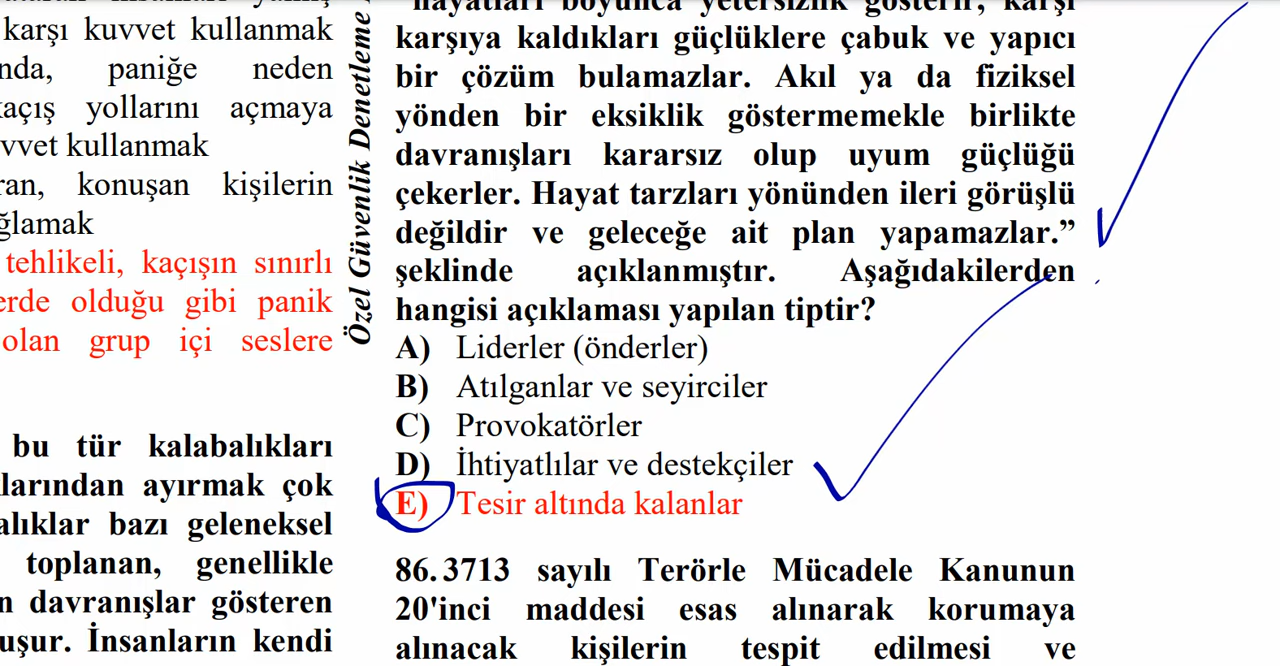 karşı kuvvet kullanmak
nda, paniğe neden
kaçış yollarını açmaya
vvet kullanmak
ran, konuşan kişilerin
ğlamak
tehlikeli, kaçışın sınırlı
erde olduğu gibi panik
olan grup içi seslere
bu tür kalabalıkları
larından ayırmak çok
alıklar bazı geleneksel
toplanan, genellikle
n davranışlar gösteren
uşur. İnsanların kendi
Özel Güvenlik Denetleme
hayatları boyunca yetersizlik gösterir, karşı
karşıya kaldıkları güçlüklere çabuk ve yapıcı
bir çözüm bulamazlar. Akıl ya da fiziksel
yönden bir eksiklik göstermemekle birlikte
davranışları kararsız olup uyum güçlüğü
çekerler. Hayat tarzları yönünden ileri görüşlü
değildir ve geleceğe ait plan yapamazlar.”
şeklinde açıklanmıştır. Aşağıdakilerden
hangisi açıklaması yapılan tiptir?
A) Liderler (önderler)
B) Atılganlar ve seyirciler
C) Provokatörler
D) İhtiyatlılar ve destekçiler
E) Tesir altında kalanlar
86. 3713 sayılı Terörle Mücadele Kanunun
20'inci maddesi esas alınarak korumaya
alınacak kişilerin tespit edilmesi ve